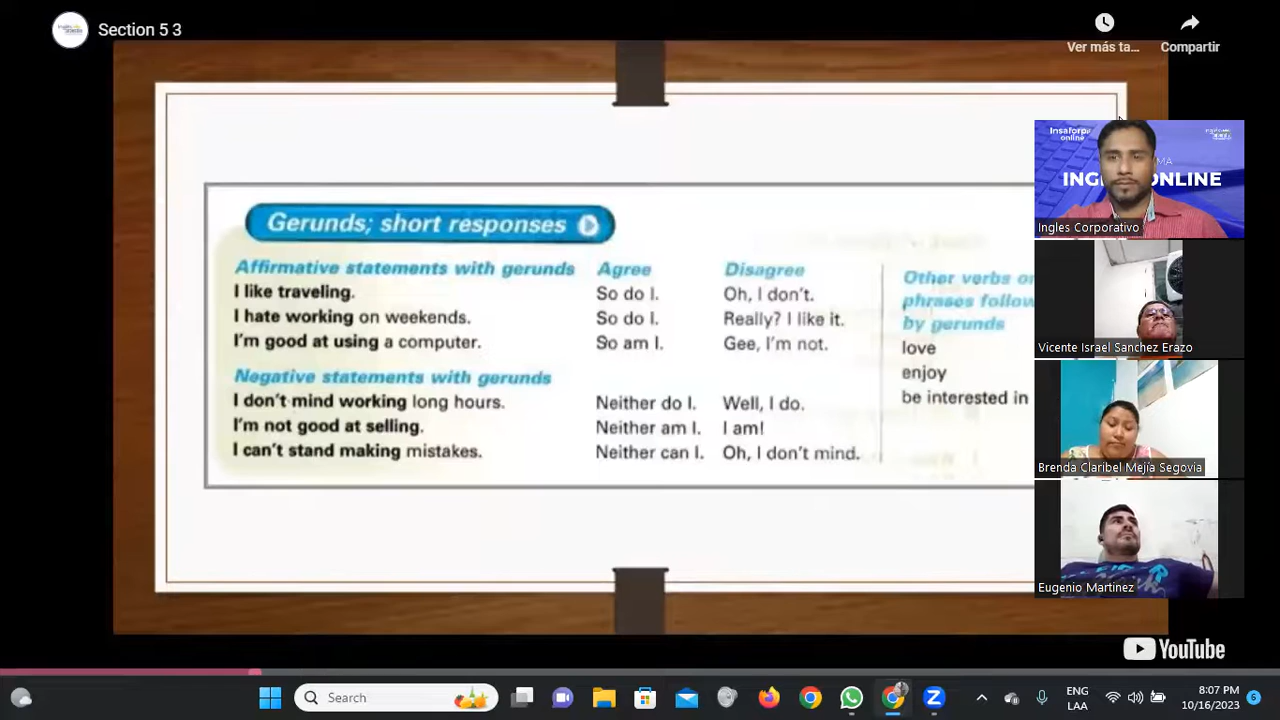 Section 5 3
Ver más ta...
Compartir
Gerunds; short responses
Affirmative statements with gerunds Agree Disagree
I like traveling. So do I. Oh, I don't.
I hate working on weekends. So do I. Really? I like it.
I'm good at using a computer. So am I. Gee, I'm not.
Negative statements with gerunds
I don't mind working long hours. Neither do I. Well, I do.
I'm not good at selling. Neither am I. I am!
I can't stand making mistakes. Neither can I. Oh, I don't mind.
Other verbs or
phrases follow
by gerunds
love
enjoy
be interested in
Insaforp
online
INGLES ONLINE
Ingles Corporativo
Vicente Israel Sanchez Erazo
Brenda Claribel Mejía Segovia
Eugenio Martinez
YouTube
Search
ENG
LAA
8:07 PM
10/16/2023
6